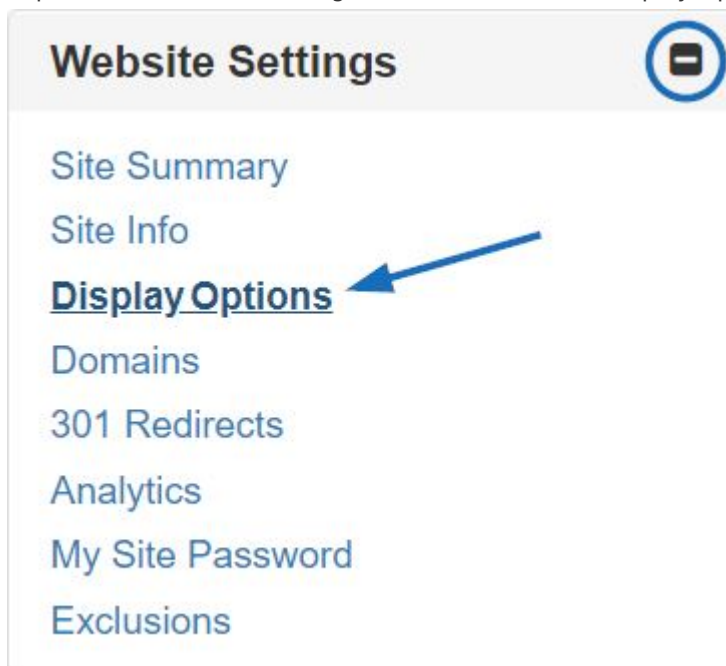 Website Settings
Site Summary
Site Info
Display Options
Domains
301 Redirects
Analytics
My Site Password
Exclusions